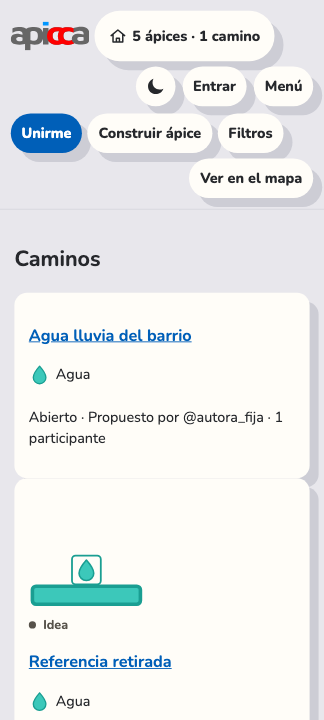 apicca
5 ápices · 1 camino
Entrar
Menú
Unirme
Construir ápice
Filtros
Ver en el mapa
Caminos
Agua lluvia del barrio
Agua
Abierto · Propuesto por @autora_fija · 1
participante
Idea
Referencia retirada
Agua